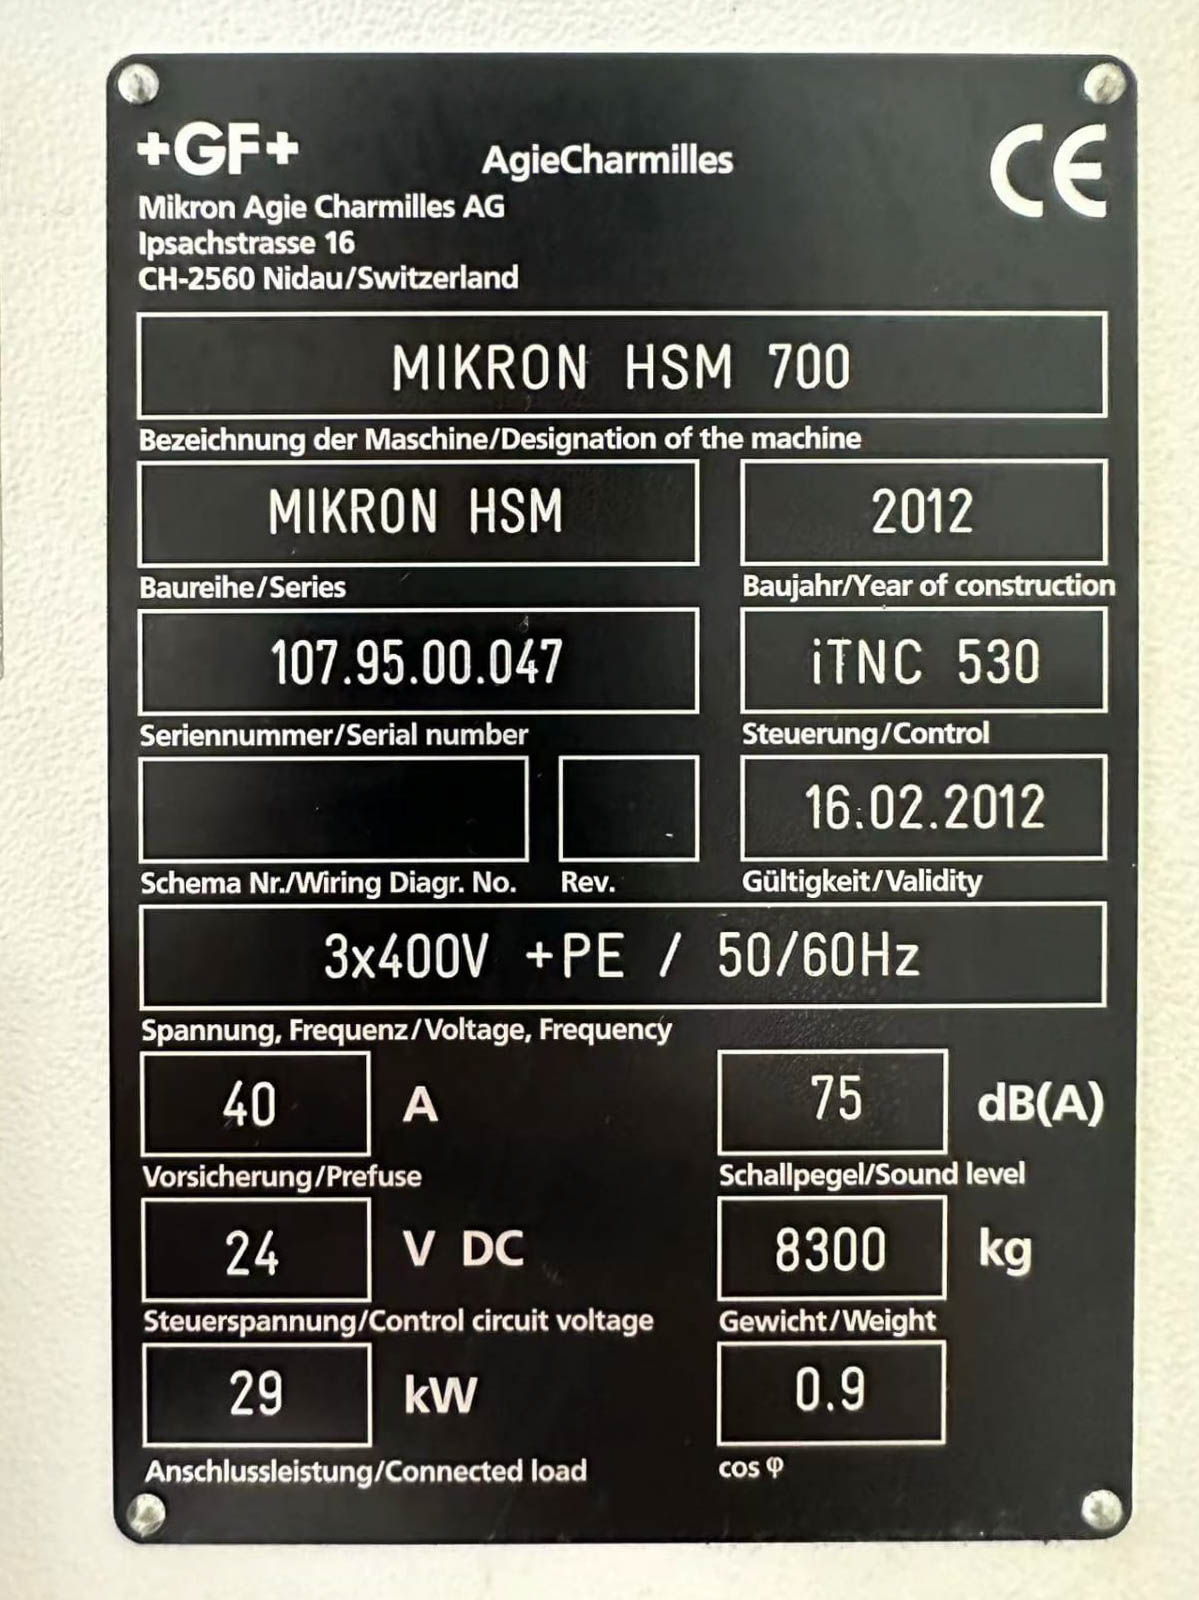 +GF+
AgieCharmilles
CE
Mikron Agie Charmilles AG
Ipsachstrasse 16
CH-2560 Nidau/Switzerland
MIKRON HSM 700
Bezeichnung der Maschine/Designation of the machine
MIKRON HSM
2012
Baureihe/Series
Baujahr/Year of construction
107.95.00.047
iTNC 530
Seriennummer/Serial number
Steuerung/Control
16.02.2012
Schema Nr./Wiring Diagr. No.
Rev.
Gültigkeit/Validity
3x400V +PE / 50/60Hz
Spannung, Frequenz/Voltage, Frequency
40 A
75 dB(A)
Vorsicherung/Prefuse
Schallpegel/Sound level
24 V DC
8300 kg
Steuerspannung/Control circuit voltage
Gewicht/Weight
29 kW
0.9
Anschlussleistung/Connected load
cos φ